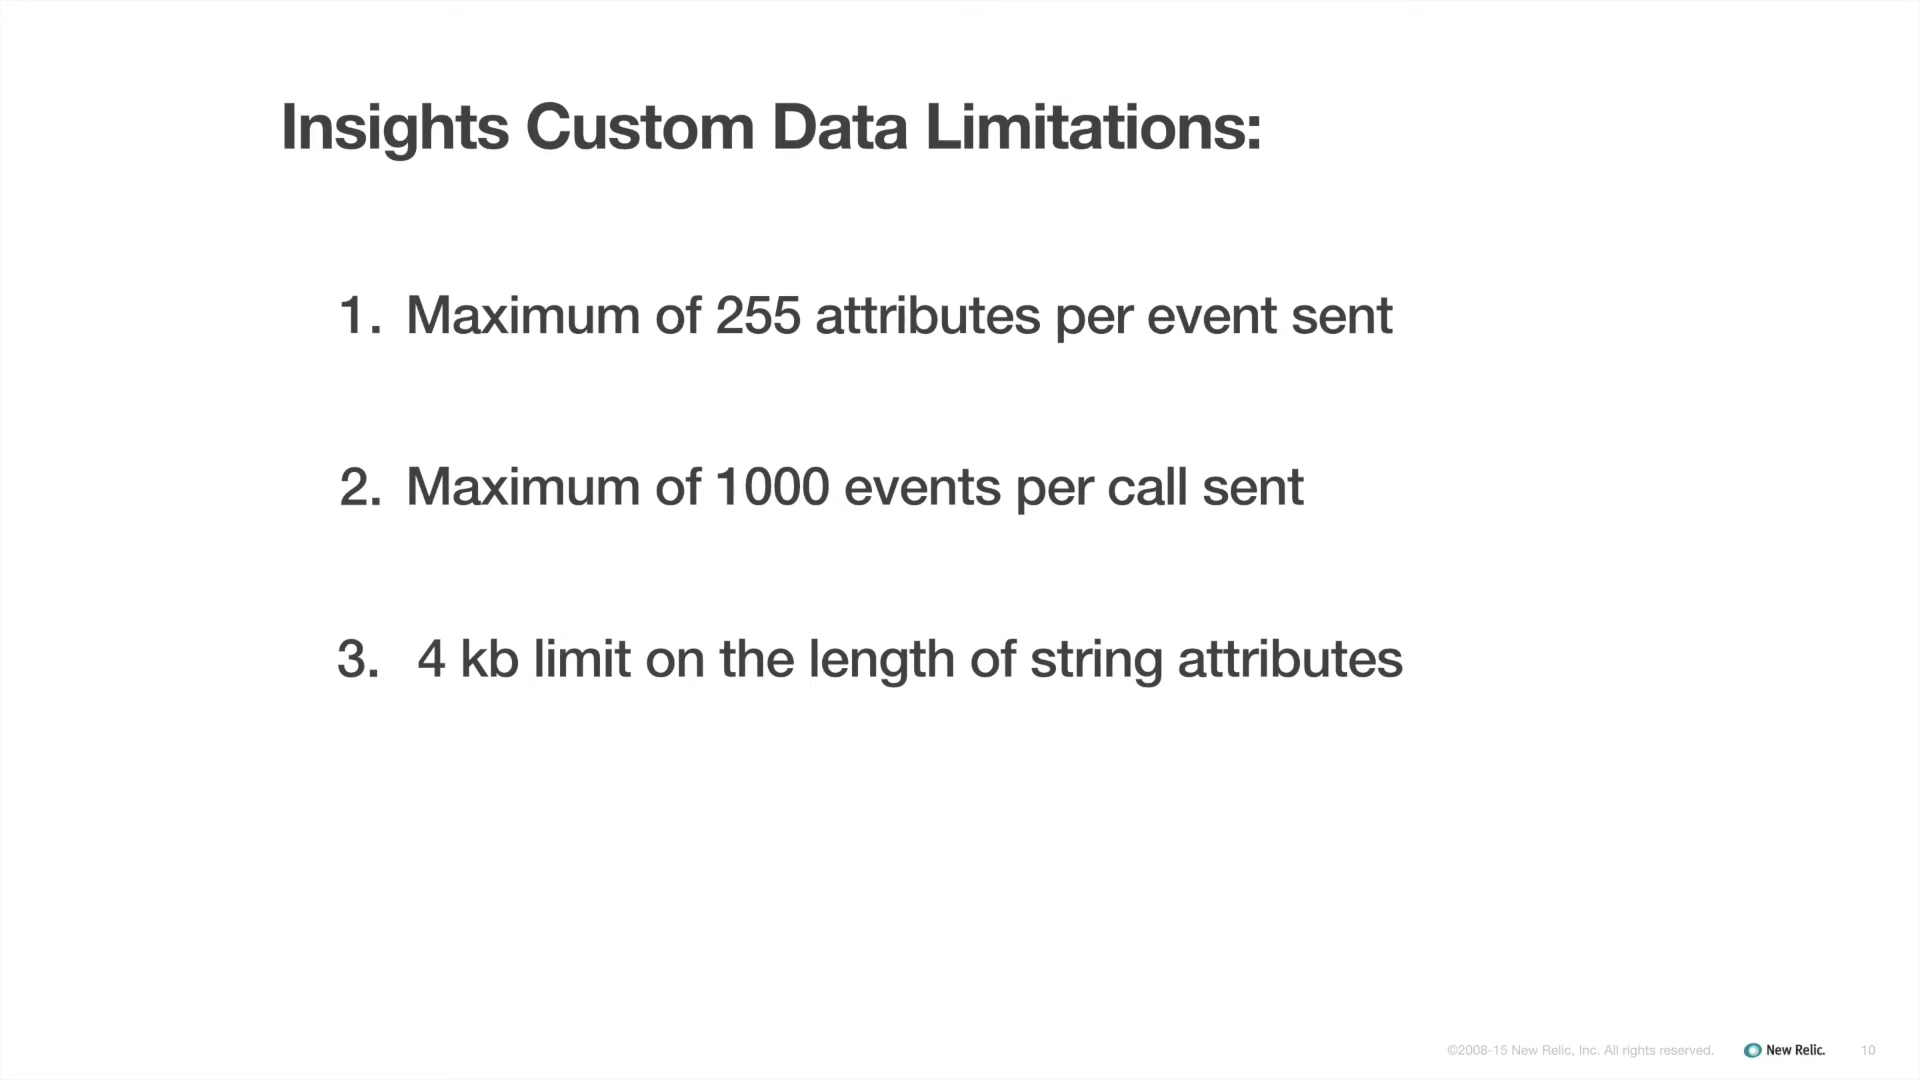 Insights Custom Data Limitations:
1. Maximum of 255 attributes per event sent
2. Maximum of 1000 events per call sent
3. 4 kb limit on the length of string attributes
©2008-15 New Relic, Inc. All rights reserved. New Relic. 10